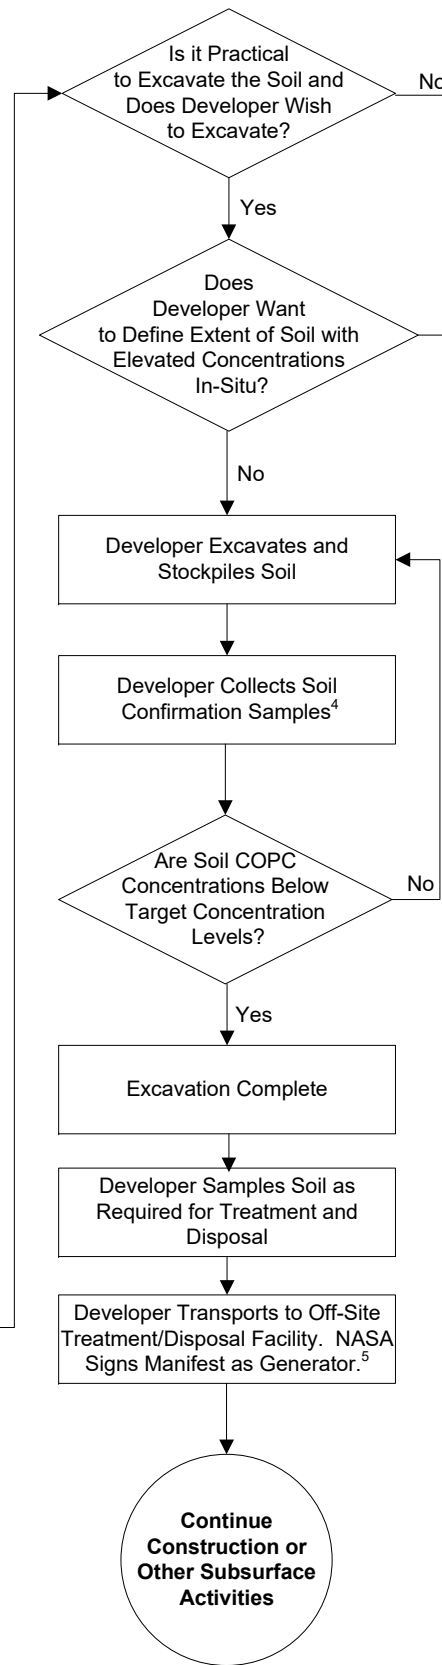 Is it Practical
to Excavate the Soil and
Does Developer Wish
to Excavate?
No
Yes
Does
Developer Want
to Define Extent of Soil with
Elevated Concentrations
In-Situ?
No
Developer Excavates and
Stockpiles Soil
Developer Collects Soil
Confirmation Samples4
Are Soil COPC
Concentrations Below
Target Concentration
Levels?
No
Yes
Excavation Complete
Developer Samples Soil as
Required for Treatment and
Disposal
Developer Transports to Off-Site
Treatment/Disposal Facility. NASA
Signs Manifest as Generator.5
Continue
Construction or
Other Subsurface
Activities